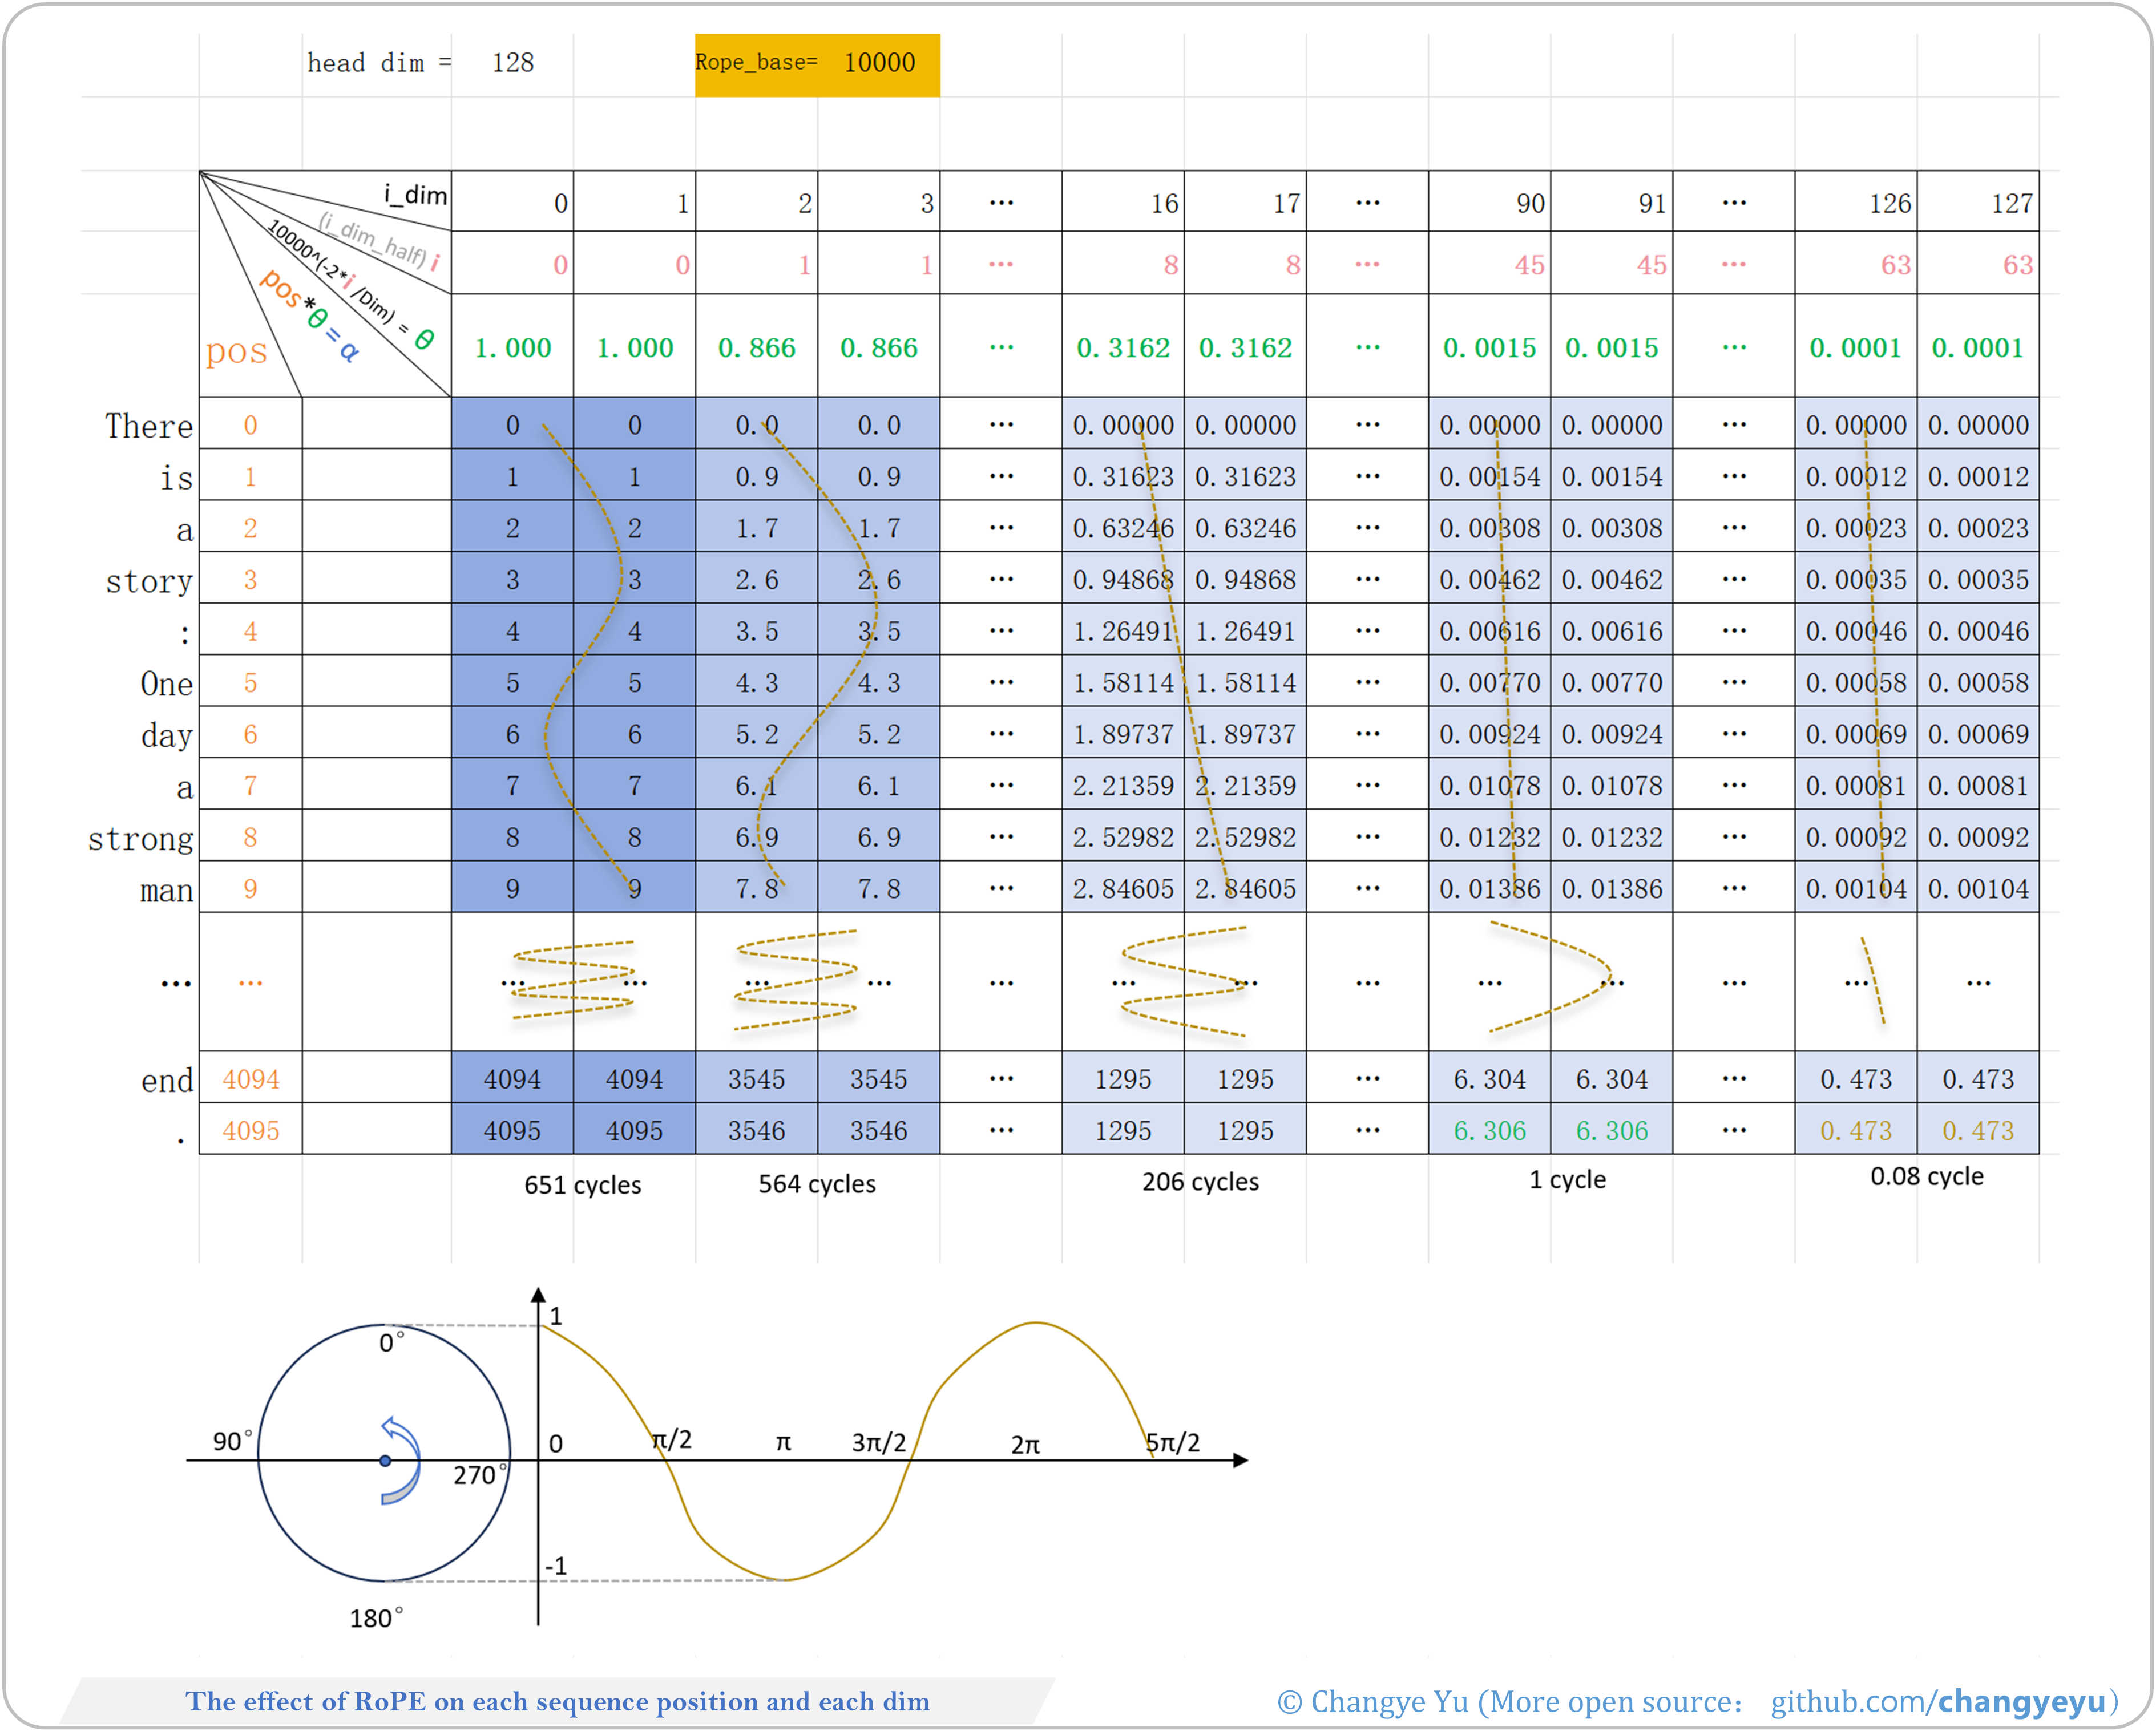 head dim = 128 Rope_base= 10000
i_dim 0 1 2 3 ... 16 17 ... 90 91 ... 126 127
(i_dim_half) i 0 0 1 1 ... 8 8 ... 45 45 ... 63 63
10000^(-2*i /Dim) = θ 1.000 1.000 0.866 0.866 ... 0.3162 0.3162 ... 0.0015 0.0015 ... 0.0001 0.0001
pos*θ=α
pos
There 0 0 0 0.0 0.0 ... 0.00000 0.00000 ... 0.00000 0.00000 ... 0.00000 0.00000
is 1 1 1 0.9 0.9 ... 0.31623 0.31623 ... 0.00154 0.00154 ... 0.00012 0.00012
a 2 2 2 1.7 1.7 ... 0.63246 0.63246 ... 0.00308 0.00308 ... 0.00023 0.00023
story 3 3 3 2.6 2.6 ... 0.94868 0.94868 ... 0.00462 0.00462 ... 0.00035 0.00035
: 4 4 4 3.5 3.5 ... 1.26491 1.26491 ... 0.00616 0.00616 ... 0.00046 0.00046
One 5 5 5 4.3 4.3 ... 1.58114 1.58114 ... 0.00770 0.00770 ... 0.00058 0.00058
day 6 6 6 5.2 5.2 ... 1.89737 1.89737 ... 0.00924 0.00924 ... 0.00069 0.00069
a 7 7 7 6.1 6.1 ... 2.21359 2.21359 ... 0.01078 0.01078 ... 0.00081 0.00081
strong 8 8 8 6.9 6.9 ... 2.52982 2.52982 ... 0.01232 0.01232 ... 0.00092 0.00092
man 9 9 9 7.8 7.8 ... 2.84605 2.84605 ... 0.01386 0.01386 ... 0.00104 0.00104
... ... ... ... ... ... ... ... ... ... ... ... ... ... ...
end 4094 4094 4094 3545 3545 ... 1295 1295 ... 6.304 6.304 ... 0.473 0.473
. 4095 4095 4095 3546 3546 ... 1295 1295 ... 6.306 6.306 ... 0.473 0.473
651 cycles 564 cycles 206 cycles 1 cycle 0.08 cycle
1
0°
90° 0 π/2 π 3π/2 2π 5π/2
270°
-1
180°
The effect of RoPE on each sequence position and each dim
© Changye Yu (More open source： github.com/changyeyu）